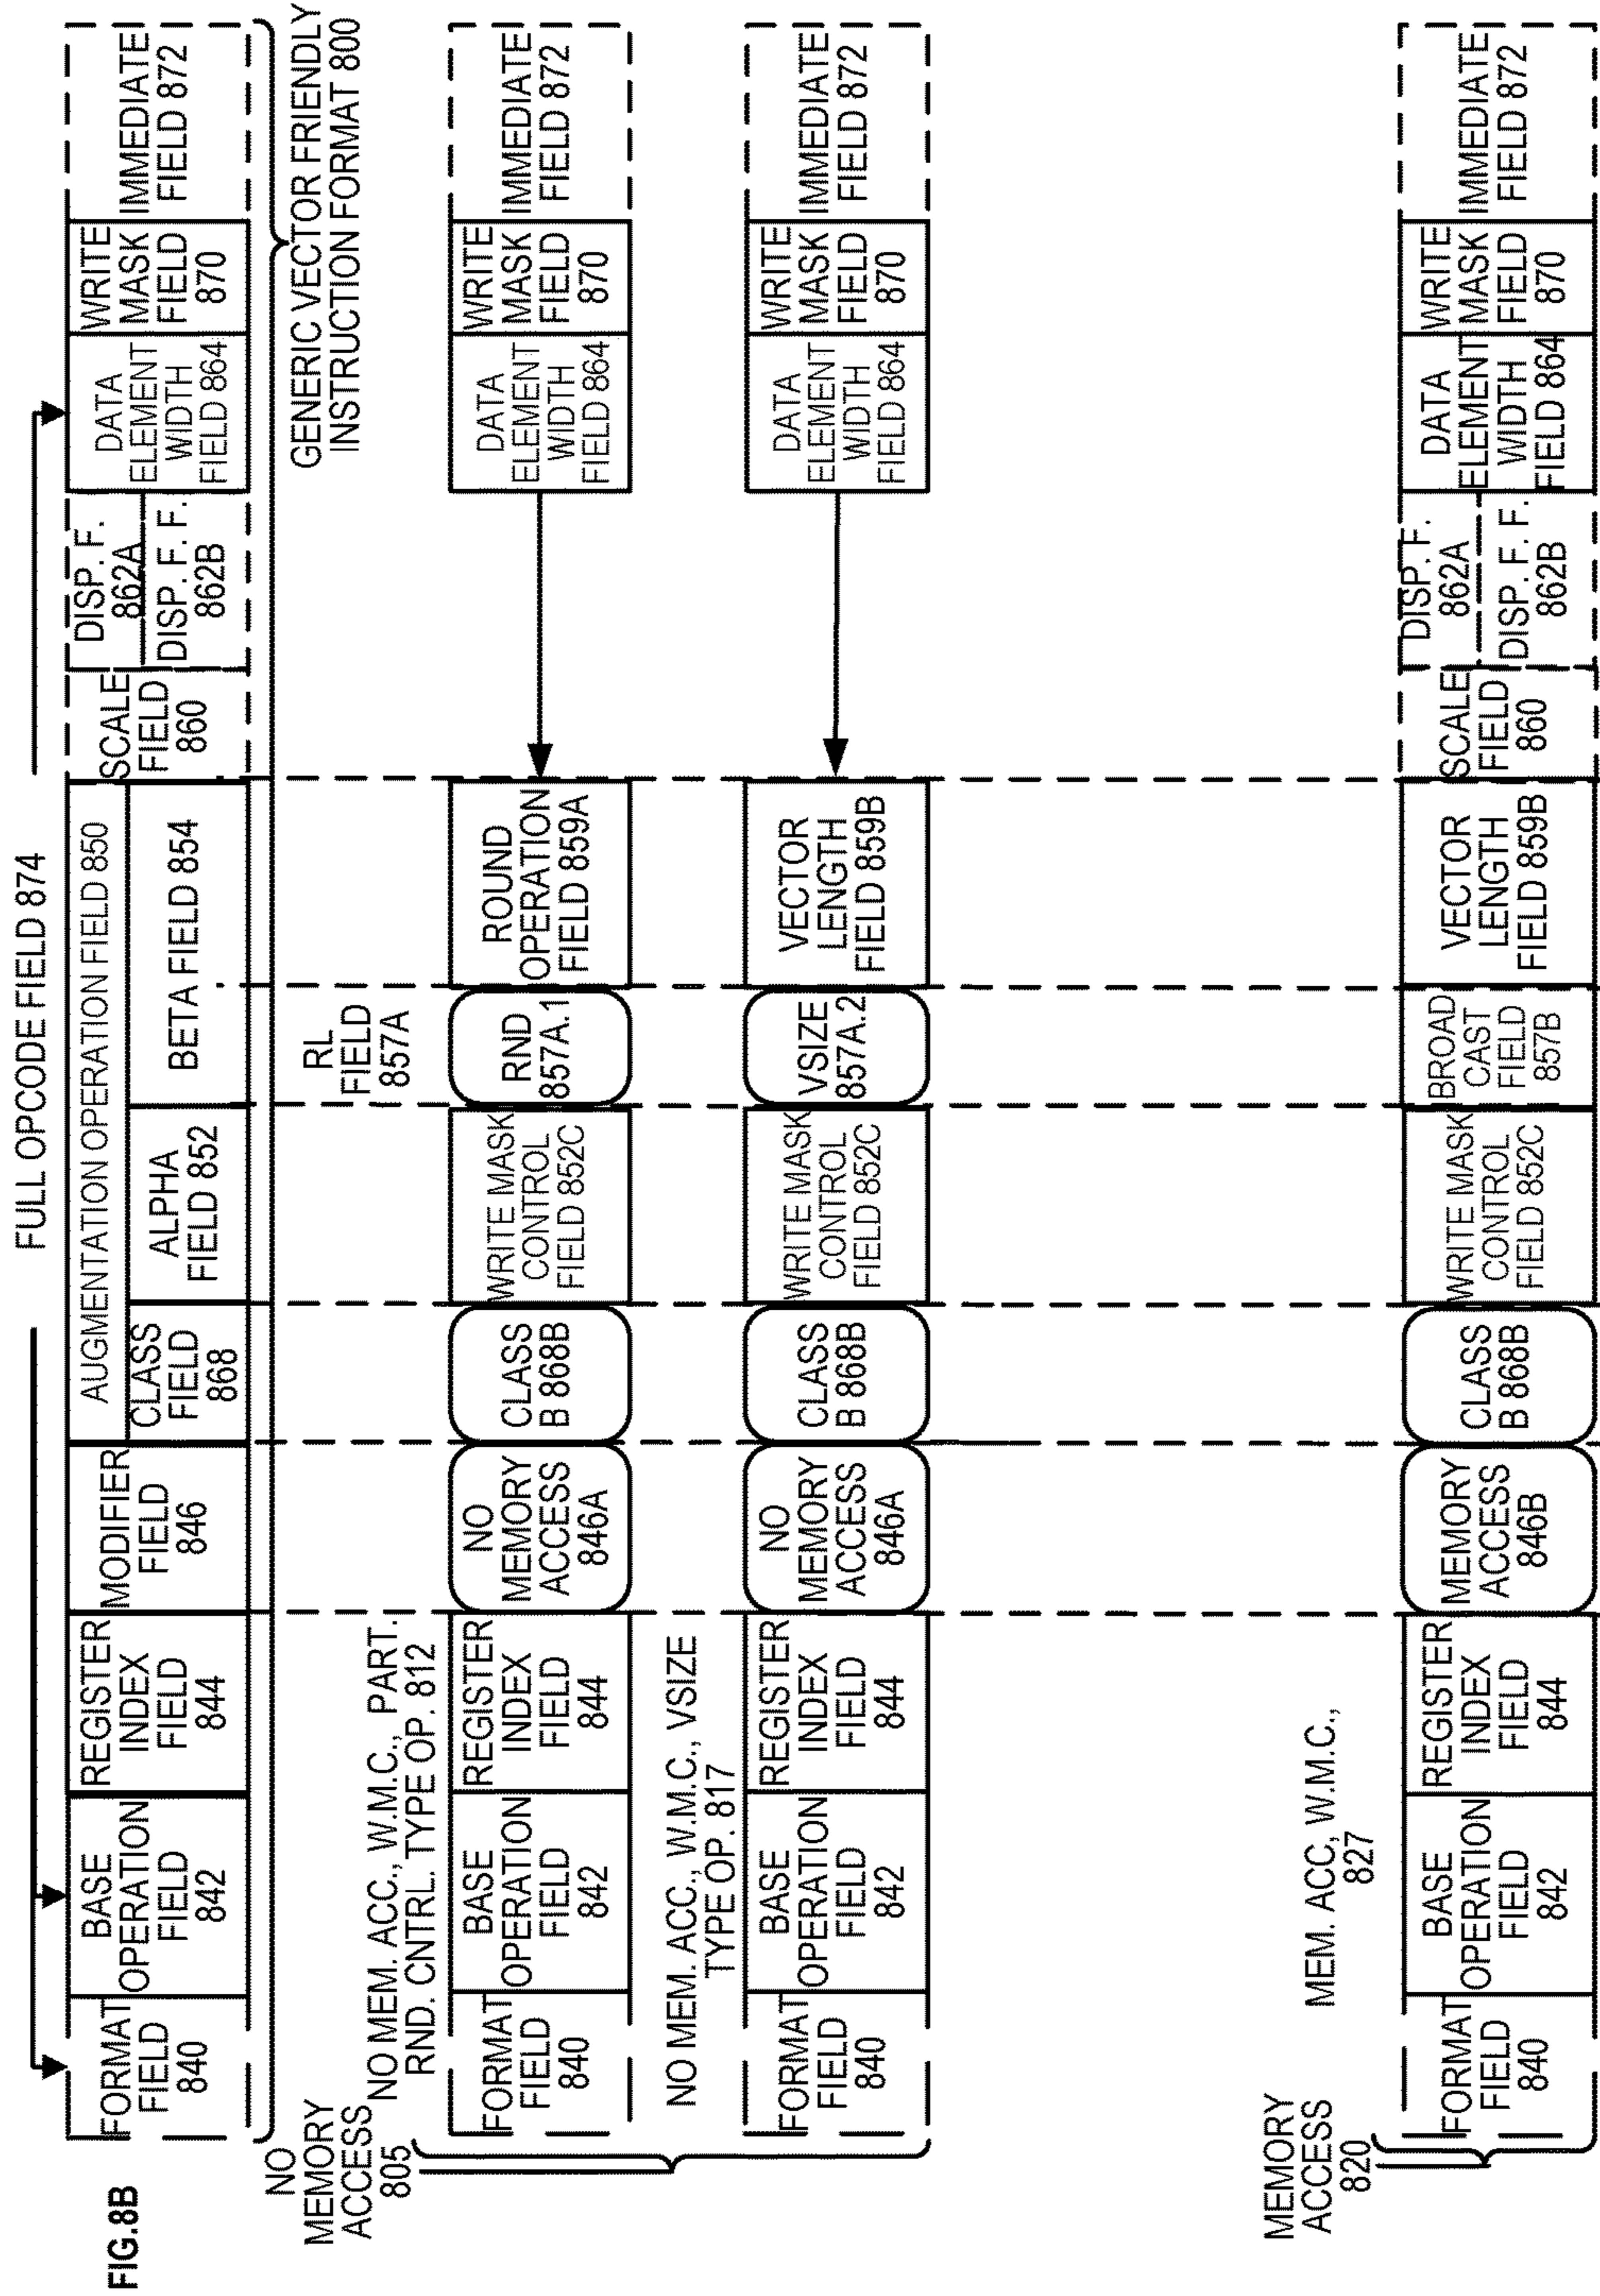 FIG.8B
FULL OPCODE FIELD 874
FORMAT
FIELD
840
BASE
OPERATION
FIELD
842
REGISTER
INDEX
FIELD
844
MODIFIER
FIELD
846
AUGMENTATION OPERATION FIELD 850
CLASS
FIELD
868
ALPHA
FIELD 852
BETA FIELD 854
SCALE
FIELD
860
DISP. F.
862A
DISP. F. F.
862B
DATA
ELEMENT
WIDTH
FIELD 864
WRITE
MASK
FIELD
870
IMMEDIATE
FIELD 872
GENERIC VECTOR FRIENDLY
INSTRUCTION FORMAT 800
NO
MEMORY
ACCESS
805
NO MEM. ACC., W.M.C., PART.
RND. CNTRL. TYPE OP. 812
RL
FIELD
857A
FORMAT
FIELD
840
BASE
OPERATION
FIELD
842
REGISTER
INDEX
FIELD
844
NO
MEMORY
ACCESS
846A
CLASS
B 868B
WRITE MASK
CONTROL
FIELD 852C
RND
857A.1
ROUND
OPERATION
FIELD 859A
DATA
ELEMENT
WIDTH
FIELD 864
WRITE
MASK
FIELD
870
IMMEDIATE
FIELD 872
NO MEM. ACC., W.M.C., VSIZE
TYPE OP. 817
FORMAT
FIELD
840
BASE
OPERATION
FIELD
842
REGISTER
INDEX
FIELD
844
NO
MEMORY
ACCESS
846A
CLASS
B 868B
WRITE MASK
CONTROL
FIELD 852C
VSIZE
857A.2
VECTOR
LENGTH
FIELD 859B
DATA
ELEMENT
WIDTH
FIELD 864
WRITE
MASK
FIELD
870
IMMEDIATE
FIELD 872
MEMORY
ACCESS
820
MEM. ACC, W.M.C.,
827
FORMAT
FIELD
840
BASE
OPERATION
FIELD
842
REGISTER
INDEX
FIELD
844
MEMORY
ACCESS
846B
CLASS
B 868B
WRITE MASK
CONTROL
FIELD 852C
BROAD
CAST
FIELD
857B
VECTOR
LENGTH
FIELD 859B
SCALE
FIELD
860
DISP. F.
862A
DISP. F. F.
862B
DATA
ELEMENT
WIDTH
FIELD 864
WRITE
MASK
FIELD
870
IMMEDIATE
FIELD 872